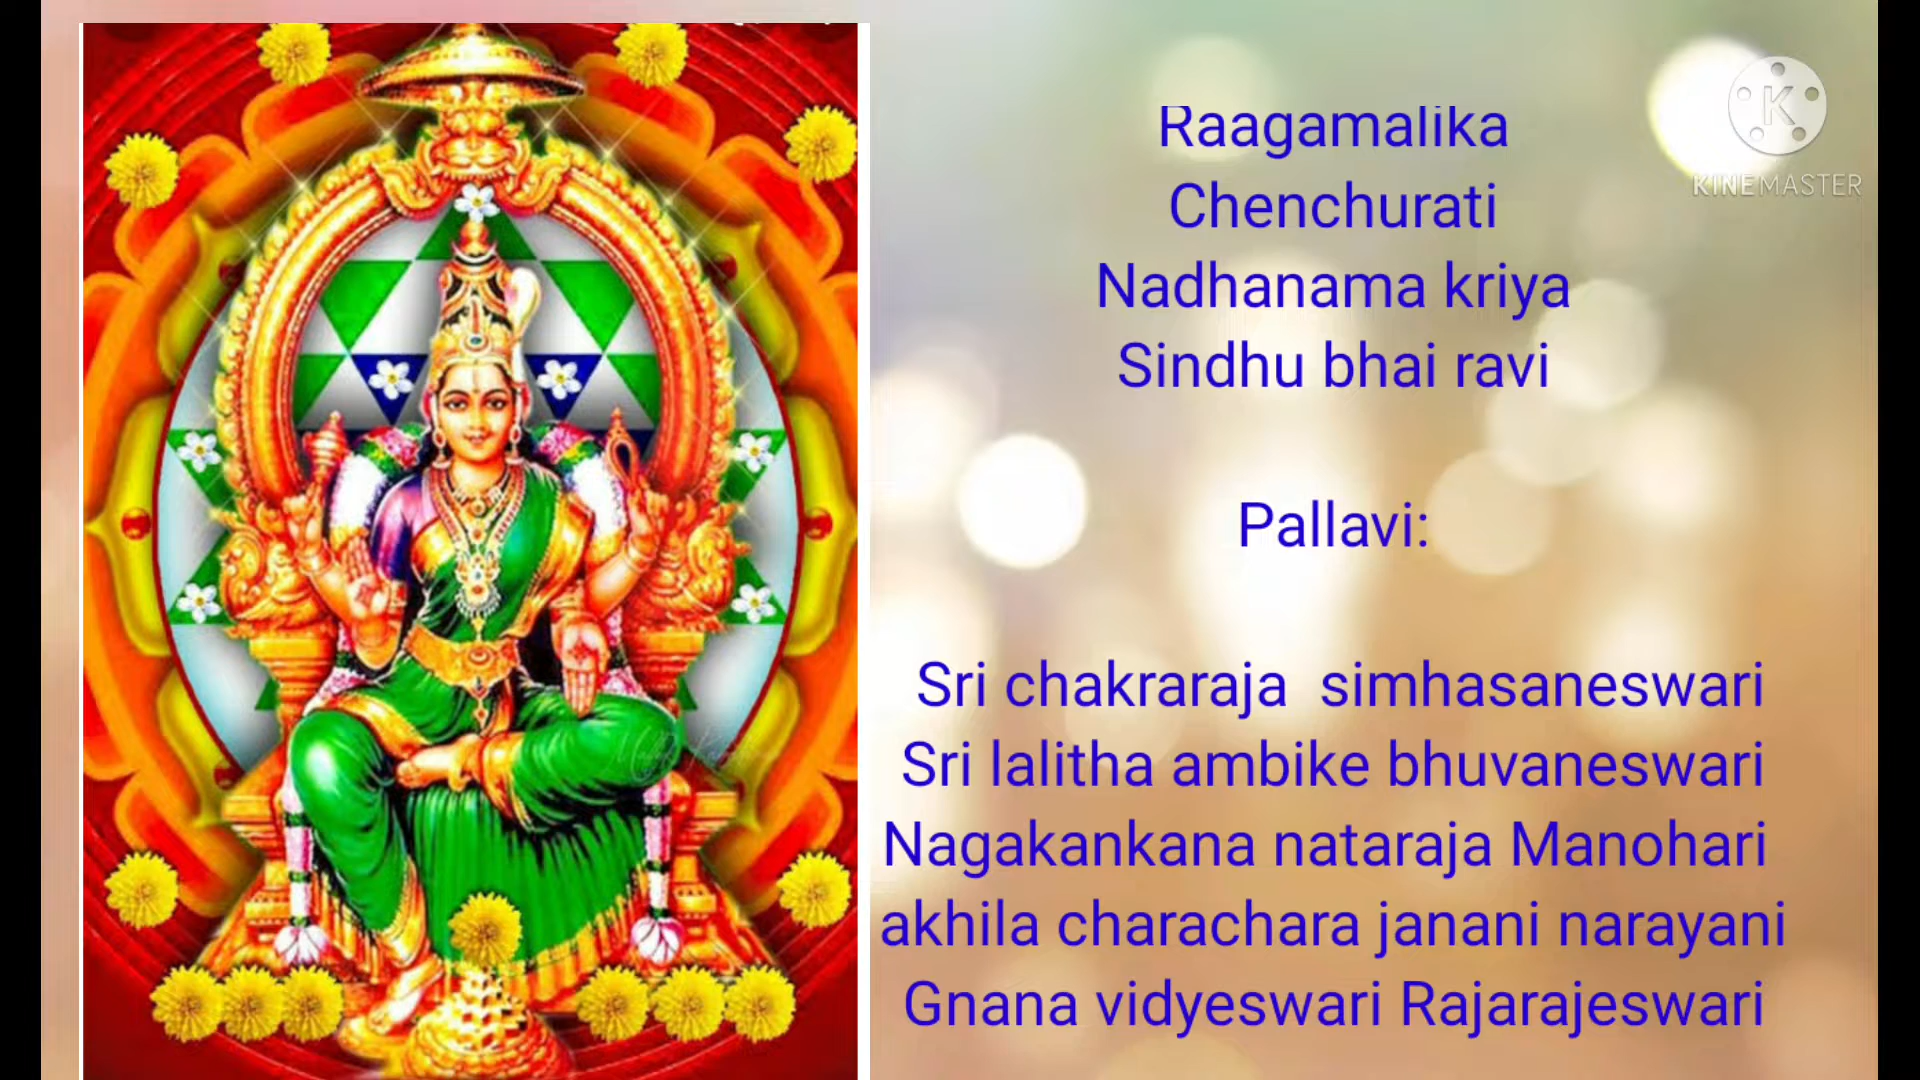 Raagamalika
Chenchurati
Nadhanama kriya
Sindhu bhai ravi
Pallavi:
Sri chakraraja simhasaneswari
Sri lalitha ambike bhuvaneswari
Nagakankana nataraja Manohari
akhila charachara janani narayani
Gnana vidyeswari Rajarajeswari
K
KINEMASTER